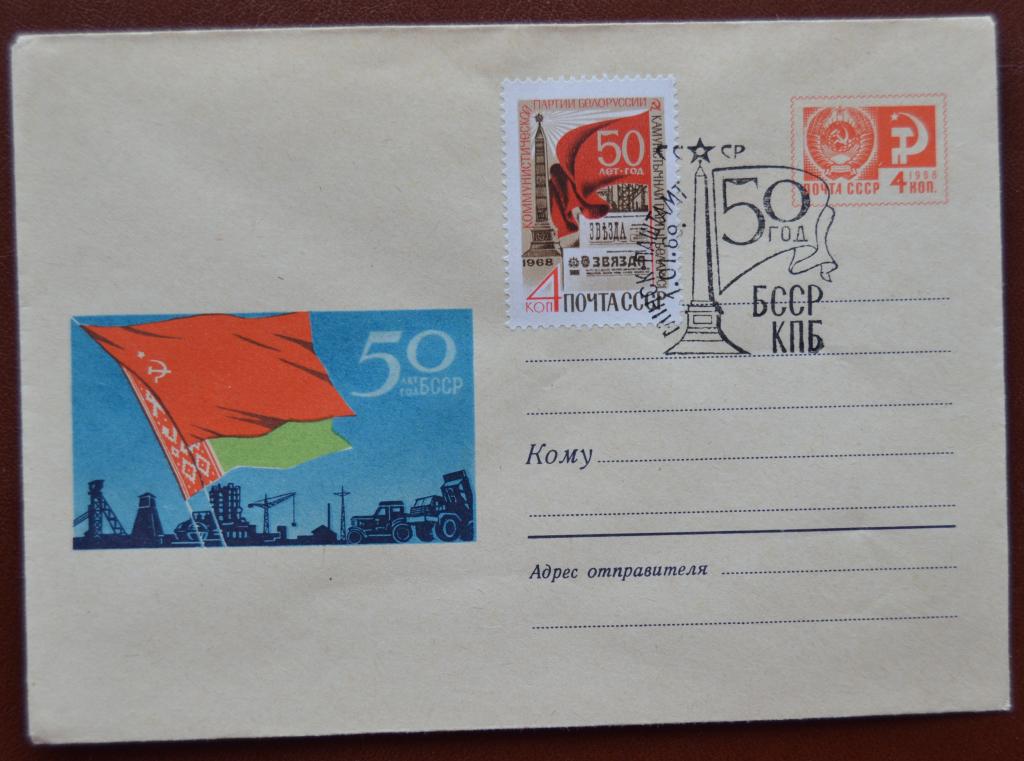 КОММУНИСТИЧЕСКОЙ
ПАРТИИ БЕЛОРУССИИ
50
ЛЕТ·ГОД
ЗВЕЗДА
ЗВЯЗДА
1968
4
КОП
ПОЧТА СССР
ПОЧТА СССР
1966
4 КОП.
СССР
50
ГОД
БССР
КПБ
50
ЛЕТ
ГОД БССР
Кому
Адрес отправителя